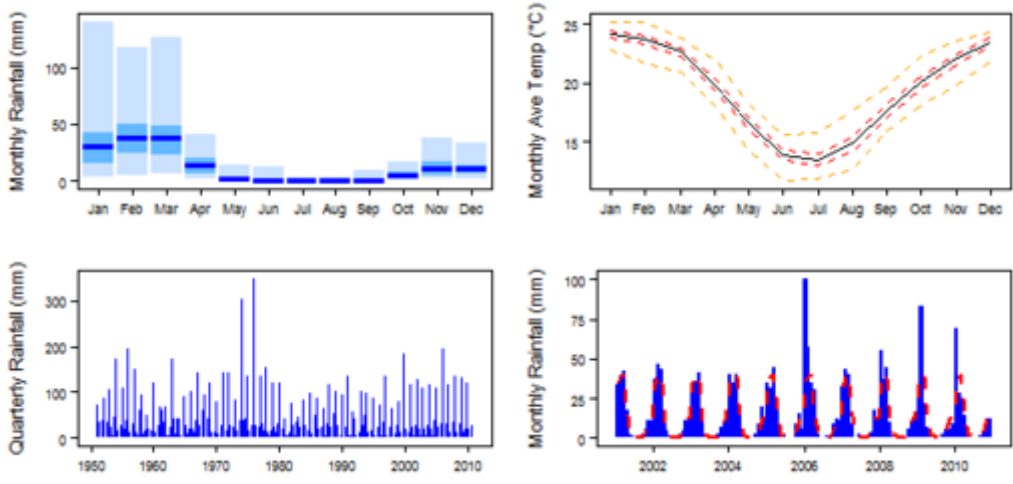 Monthly Rainfall (mm)
100
50
0
Jan Feb Mar Apr May Jun Jul Aug Sep Oct Nov Dec
Monthly Ave Temp (°C)
25
20
15
Jan Feb Mar Apr May Jun Jul Aug Sep Oct Nov Dec
Quarterly Rainfall (mm)
300
200
100
0
1950 1960 1970 1980 1990 2000 2010
Monthly Rainfall (mm)
100
75
50
25
0
2002 2004 2006 2008 2010